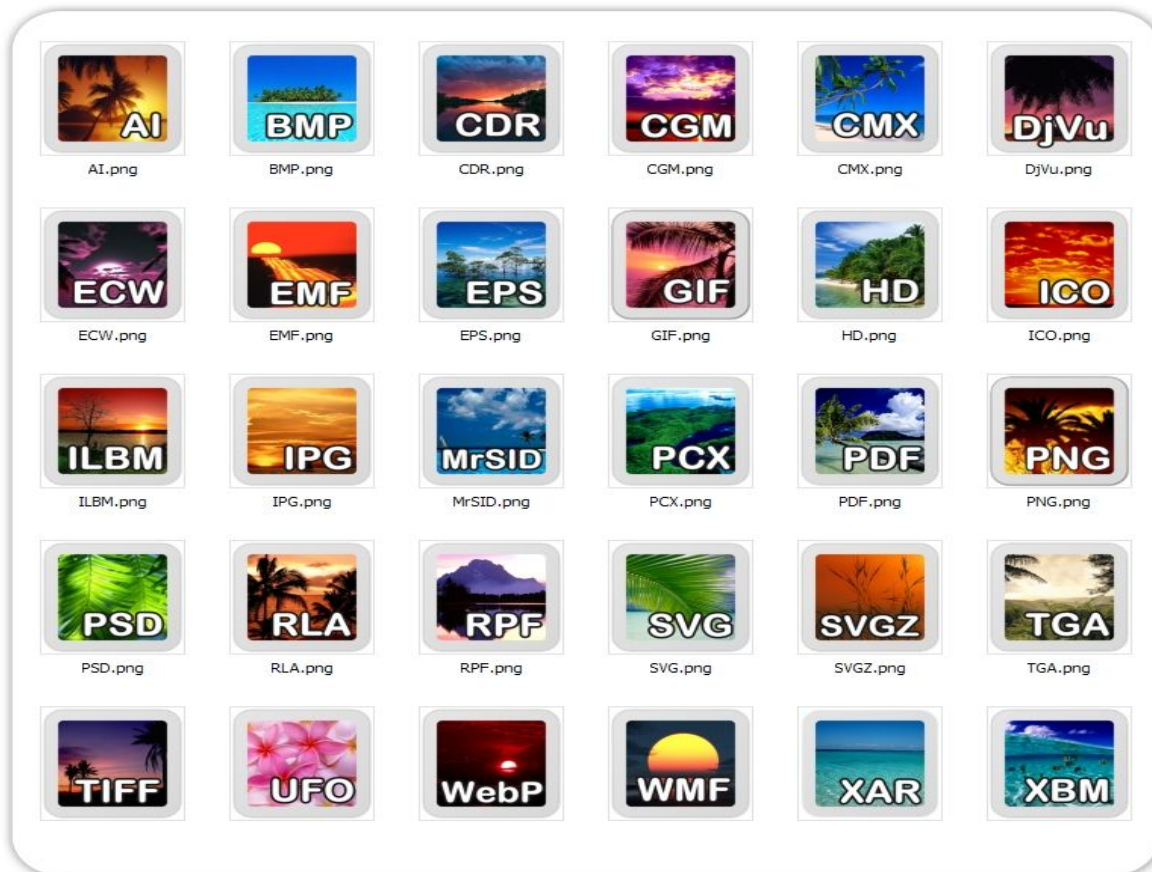 AI BMP CDR CGM CMX DjVu
AI.png BMP.png CDR.png CGM.png CMX.png DjVu.png
ECW EMF EPS GIF HD ICO
ECW.png EMF.png EPS.png GIF.png HD.png ICO.png
ILBM IPG MrSID PCX PDF PNG
ILBM.png IPG.png MrSID.png PCX.png PDF.png PNG.png
PSD RLA RPF SVG SVGZ TGA
PSD.png RLA.png RPF.png SVG.png SVGZ.png TGA.png
TIFF UFO WebP WMF XAR XBM